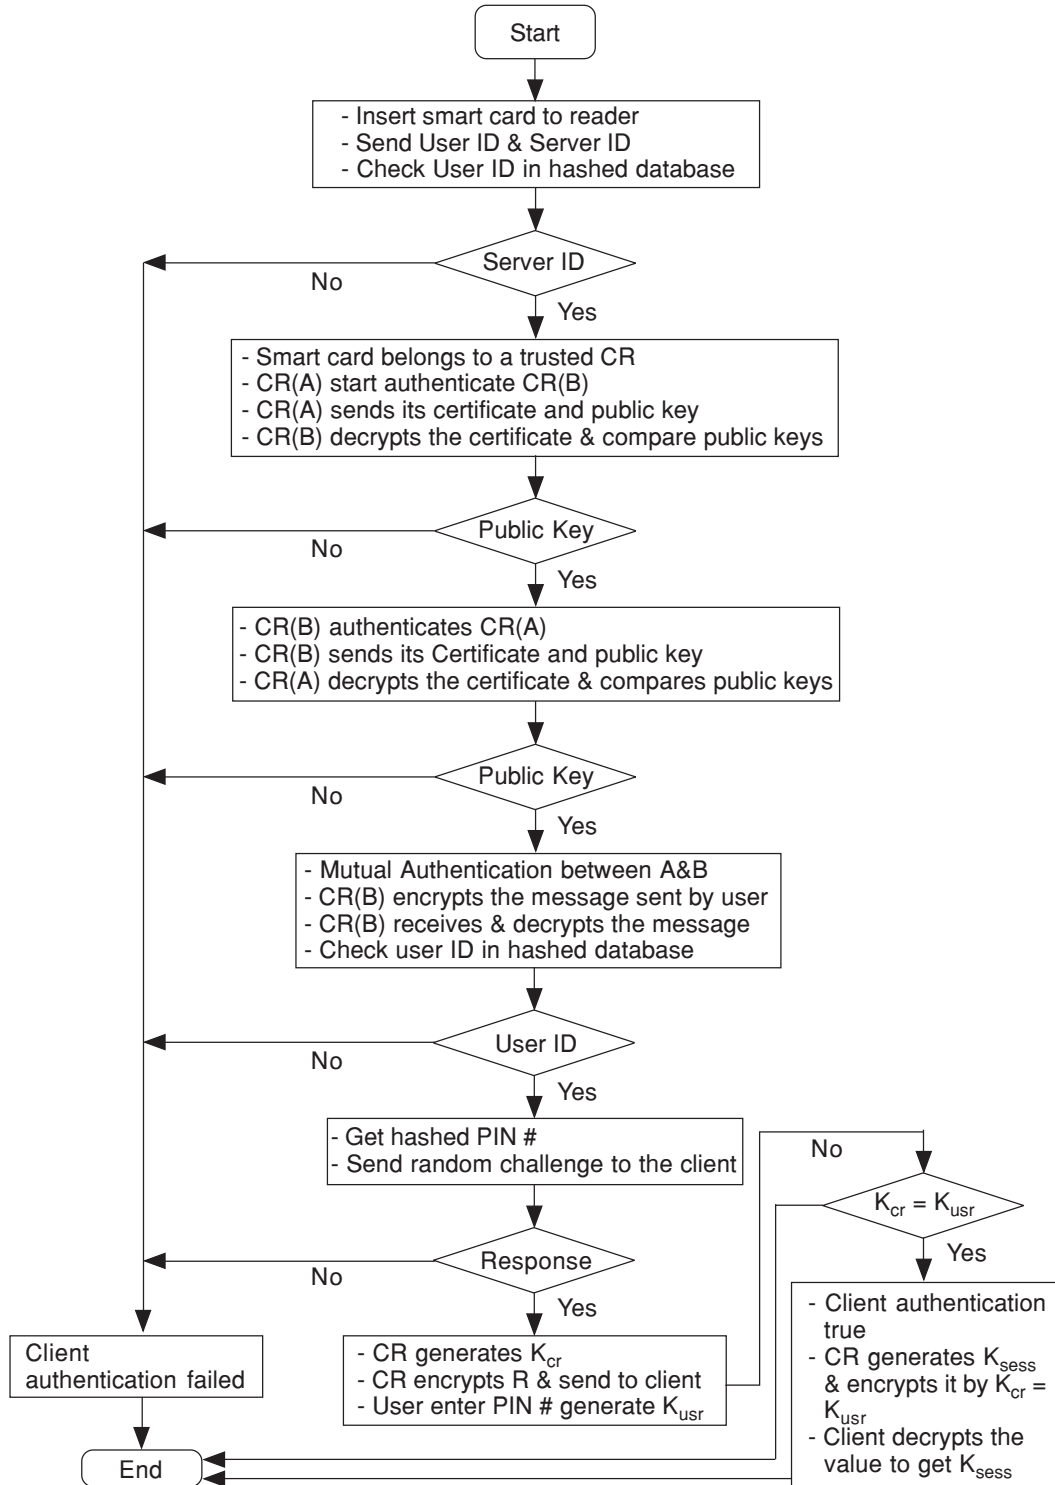 Start
- Insert smart card to reader
- Send User ID & Server ID
- Check User ID in hashed database
Server ID
No
Yes
- Smart card belongs to a trusted CR
- CR(A) start authenticate CR(B)
- CR(A) sends its certificate and public key
- CR(B) decrypts the certificate & compare public keys
Public Key
No
Yes
- CR(B) authenticates CR(A)
- CR(B) sends its Certificate and public key
- CR(A) decrypts the certificate & compares public keys
Public Key
No
Yes
- Mutual Authentication between A&B
- CR(B) encrypts the message sent by user
- CR(B) receives & decrypts the message
- Check user ID in hashed database
User ID
No
Yes
- Get hashed PIN #
- Send random challenge to the client
Response
No
Yes
- CR generates Kcr
- CR encrypts R & send to client
- User enter PIN # generate Kusr
No
Kcr = Kusr
Yes
- Client authentication
true
- CR generates Ksess
& encrypts it by Kcr =
Kusr
- Client decrypts the
value to get Ksess
Client
authentication failed
End